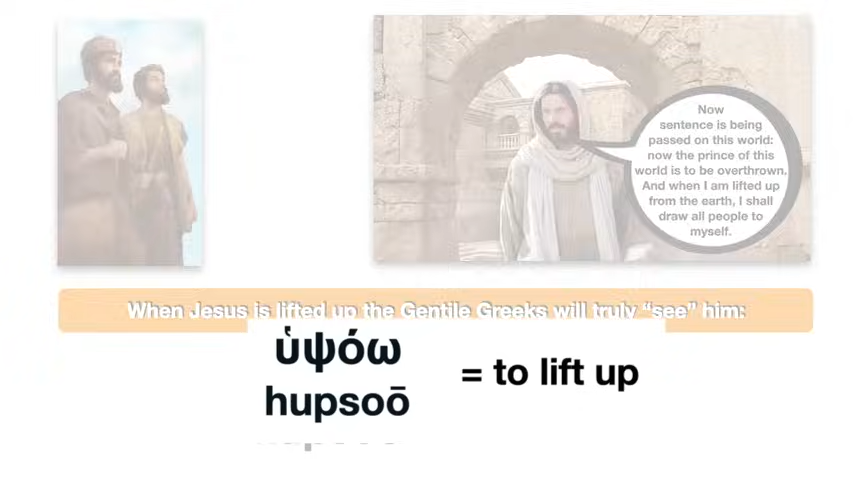 Now
sentence is being
passed on this world:
now the prince of this
world is to be overthrown.
And when I am lifted up
from the earth, I shall
draw all people to
myself.
When Jesus is lifted up the Gentile Greeks will truly “see” him:
ὑψόω
= to lift up
hupsoō